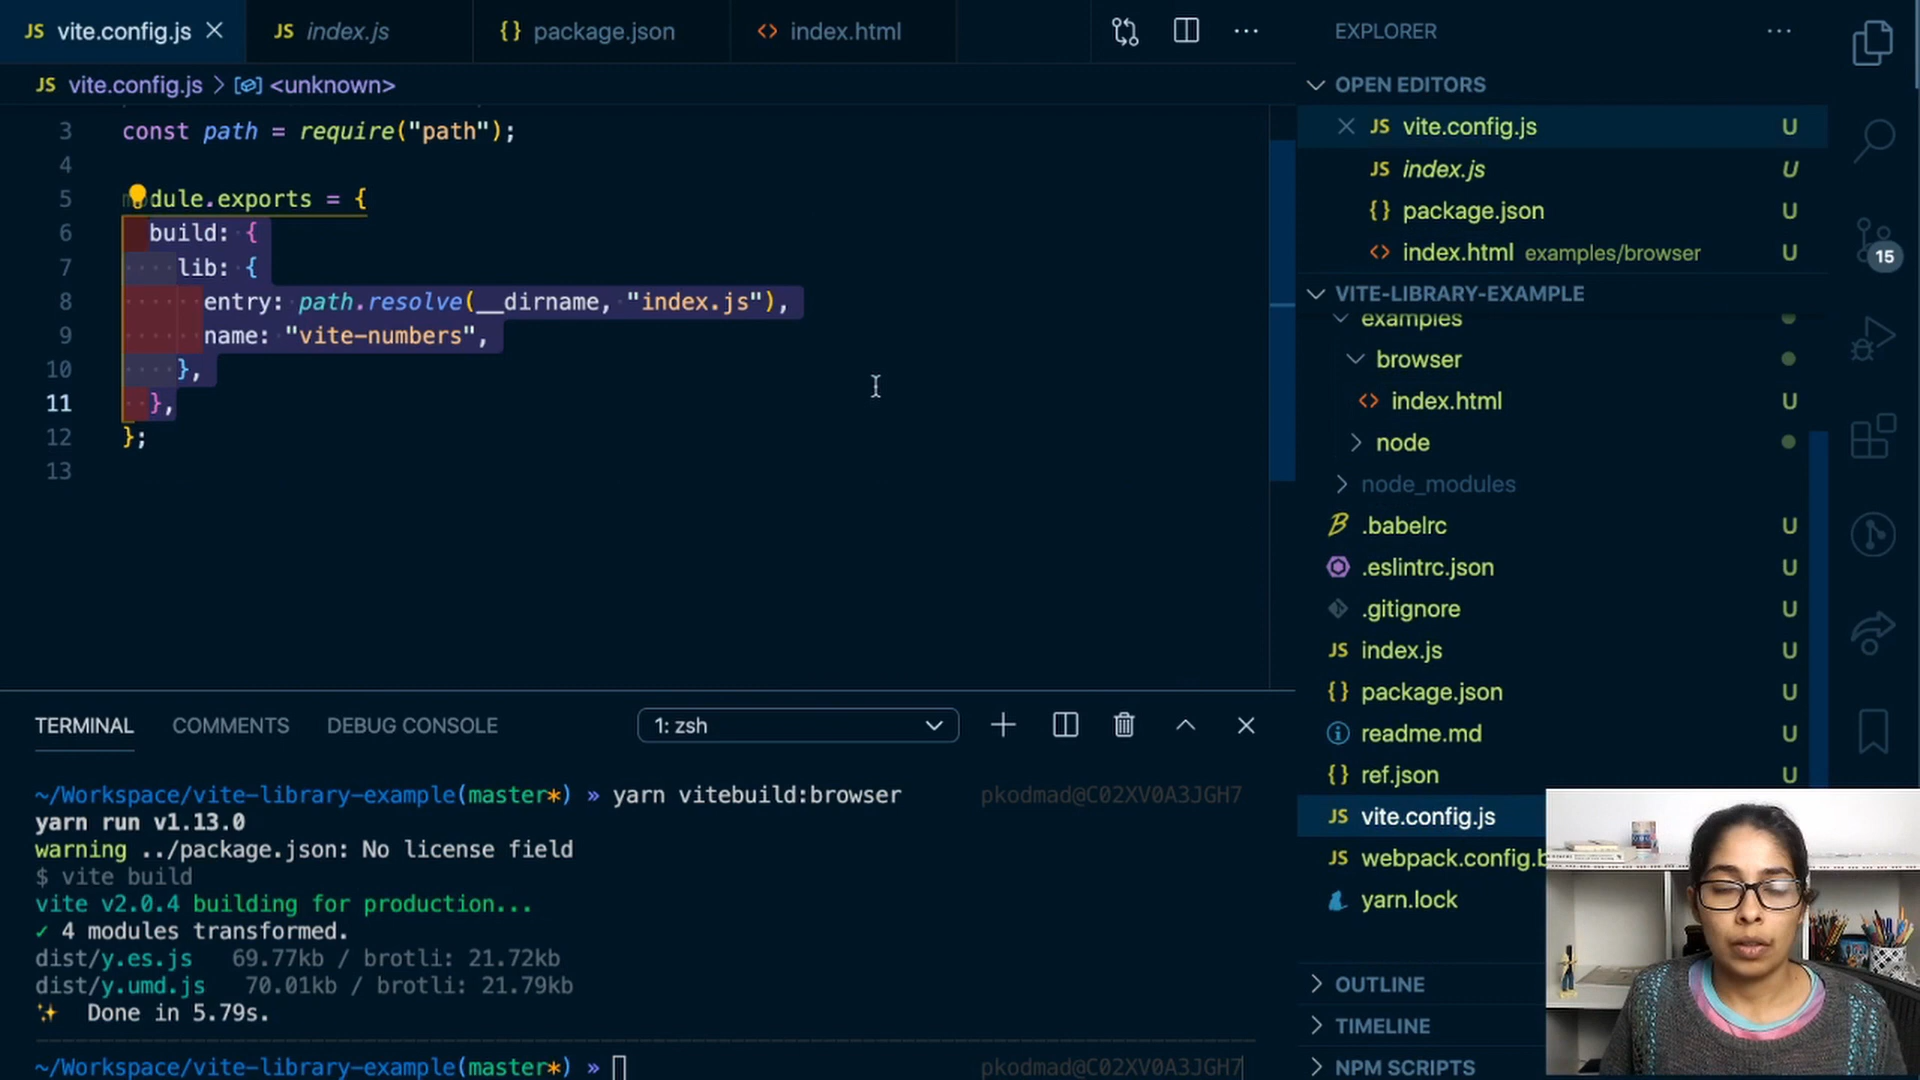 JS vite.config.js
JS index.js
{} package.json
<> index.html
JS vite.config.js > <unknown>
3 const path = require("path");
4
5 module.exports = {
6 build: {
7 lib: {
8 entry: path.resolve(__dirname, "index.js"),
9 name: "vite-numbers",
10 },
11 },
12 };
13
TERMINAL
COMMENTS
DEBUG CONSOLE
1: zsh
~/Workspace/vite-library-example(master*) » yarn vitebuild:browser pkodmad@C02XV0A3JGH7
yarn run v1.13.0
warning ../package.json: No license field
$ vite build
vite v2.0.4 building for production...
✓ 4 modules transformed.
dist/y.es.js 69.77kb / brotli: 21.72kb
dist/y.umd.js 70.01kb / brotli: 21.79kb
✨ Done in 5.79s.
~/Workspace/vite-library-example(master*) » pkodmad@C02XV0A3JGH7
EXPLORER
OPEN EDITORS
JS vite.config.js U
JS index.js U
{} package.json U
<> index.html examples/browser U
VITE-LIBRARY-EXAMPLE
examples
browser
<> index.html U
node
node_modules
.babelrc U
.eslintrc.json U
.gitignore U
JS index.js U
{} package.json U
readme.md U
{} ref.json U
JS vite.config.js
JS webpack.config.b
yarn.lock
OUTLINE
TIMELINE
NPM SCRIPTS
15